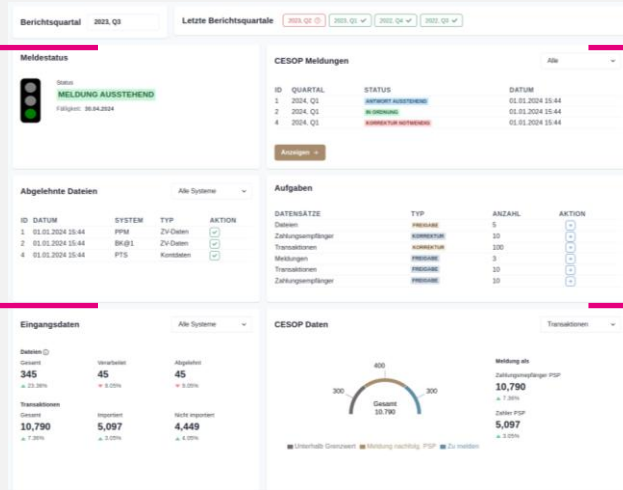 Berichtsquartal 2023, Q3 Letzte Berichtsquartale 2023, Q2 2023, Q1 2022, Q4 2022, Q3
Meldestatus
Status
MELDUNG AUSSTEHEND
Fälligkeit: 30.04.2024
CESOP Meldungen Alle
ID QUARTAL STATUS DATUM
1 2024, Q1 ANTWORT AUSSTEHEND 01.01.2024 15:44
2 2024, Q1 IN ORDNUNG 01.01.2024 15:44
4 2024, Q1 KORREKTUR NOTWENDIG 01.01.2024 15:44
Anzeigen
Abgelehnte Dateien Alle Systeme
ID DATUM SYSTEM TYP AKTION
1 01.01.2024 15:44 PPM ZV-Daten
2 01.01.2024 15:44 BK@1 ZV-Daten
4 01.01.2024 15:44 PTS Kontdaten
Aufgaben
DATENSÄTZE TYP ANZAHL AKTION
Dateien FREIGABE 5
Zahlungsempfänger KORREKTUR 10
Transaktionen KORREKTUR 100
Meldungen FREIGABE 3
Transaktionen FREIGABE 10
Zahlungsempfänger FREIGABE 10
Eingangsdaten Alle Systeme
Dateien
Gesamt Verarbeitet Abgelehnt
345 45 45
23.36% 9.05% 9.05%
Transaktionen
Gesamt Importiert Nicht importiert
10,790 5,097 4,449
7.36% 3.05% 4.05%
CESOP Daten Transaktionen
400
300 300
Gesamt
10.790
Unterhalb Grenzwert Meldung nachfolg. PSP Zu melden
Meldung als
Zahlungsempfänger PSP
10,790
7.36%
Zahler PSP
5,097
3.05%